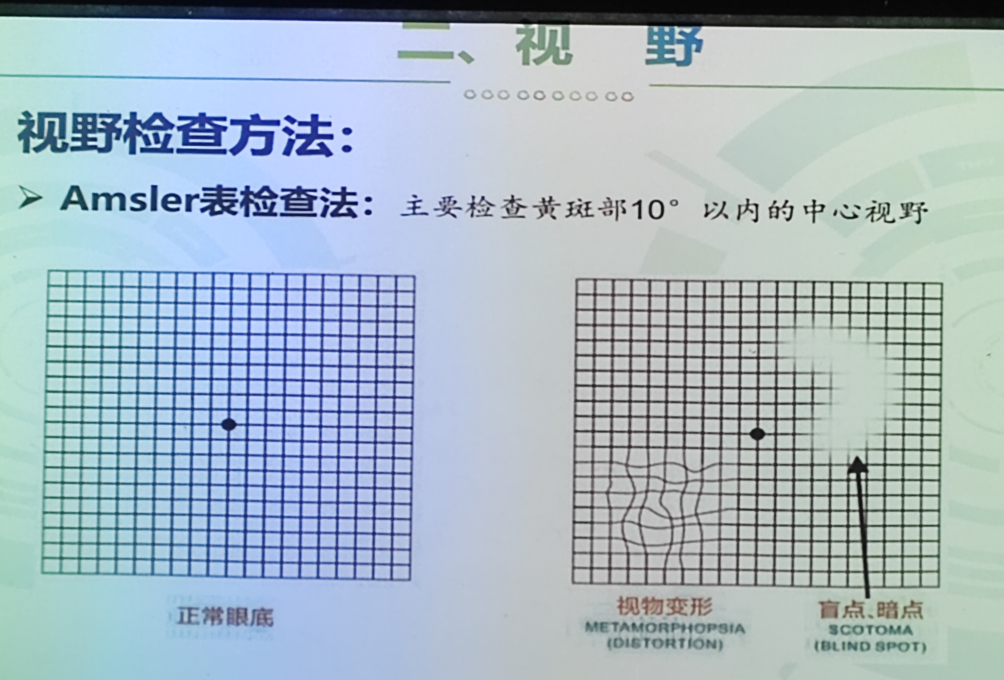 二、视 野
视野检查方法：
➢ Amsler表检查法：主要检查黄斑部10°以内的中心视野
正常眼底
视物变形
METAMORPHOPSIA
(DISTORTION)
盲点、暗点
SCOTOMA
(BLIND SPOT)